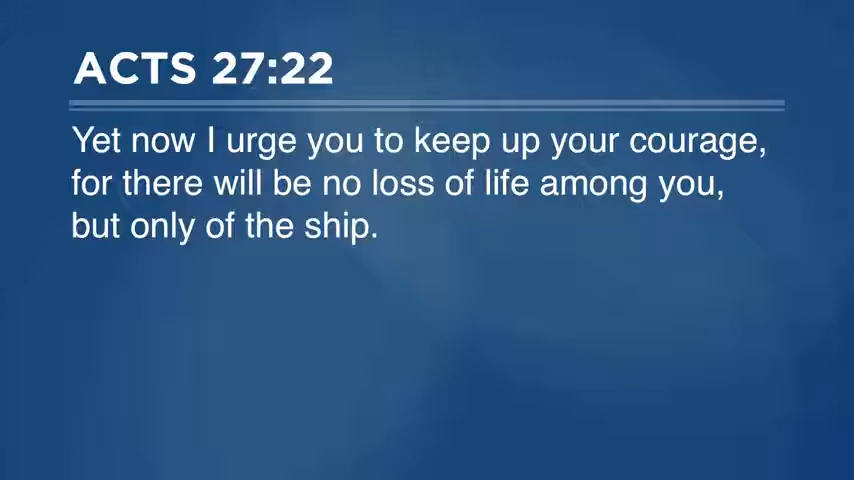 ACTS 27:22
Yet now I urge you to keep up your courage,
for there will be no loss of life among you,
but only of the ship.